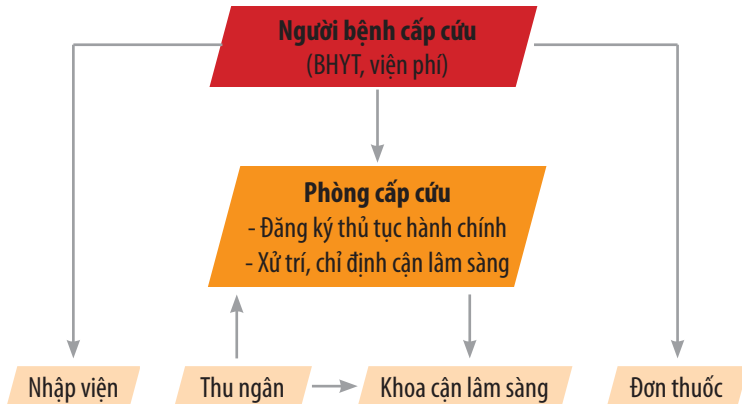 Người bệnh cấp cứu
(BHYT, viện phí)
Phòng cấp cứu
- Đăng ký thủ tục hành chính
- Xử trí, chỉ định cận lâm sàng
Nhập viện
Thu ngân
Khoa cận lâm sàng
Đơn thuốc